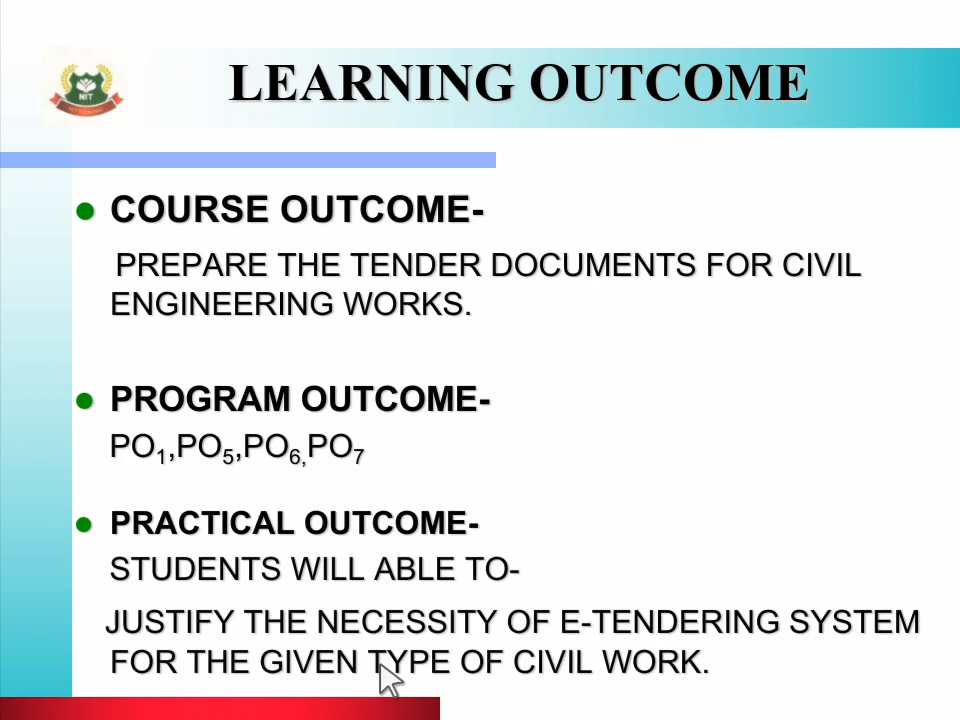 NIT
LEARNING OUTCOME
COURSE OUTCOME-
PREPARE THE TENDER DOCUMENTS FOR CIVIL
ENGINEERING WORKS.
PROGRAM OUTCOME-
PO1,PO5,PO6,PO7
PRACTICAL OUTCOME-
STUDENTS WILL ABLE TO-
JUSTIFY THE NECESSITY OF E-TENDERING SYSTEM
FOR THE GIVEN TYPE OF CIVIL WORK.